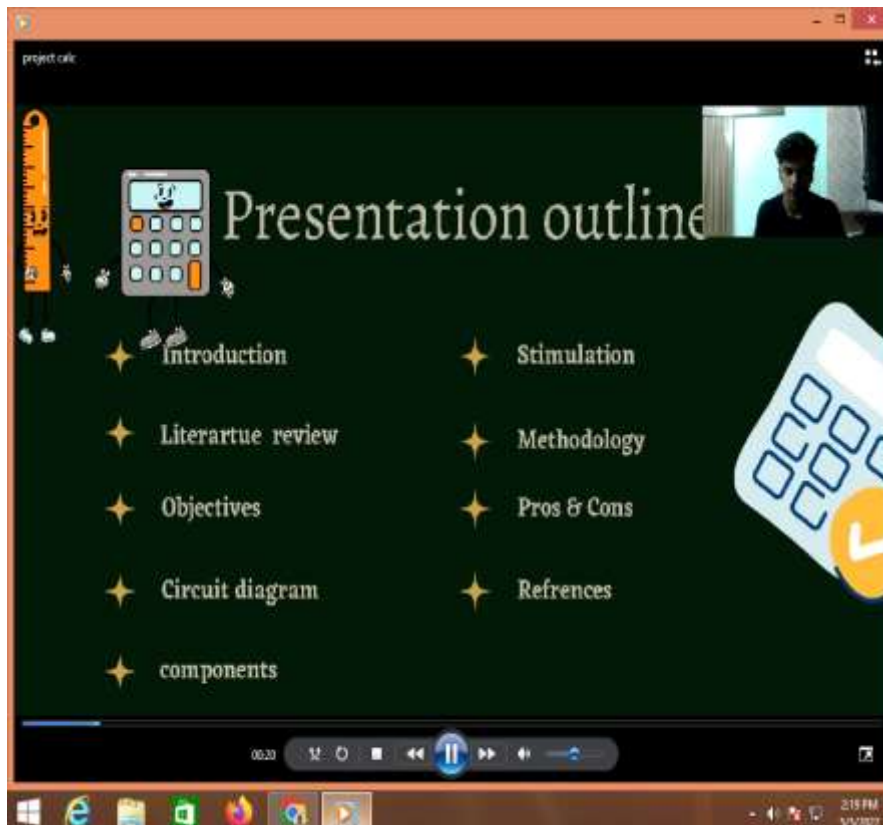 project calc
Presentation outline
Introduction
Literartue review
Objectives
Circuit diagram
components
Stimulation
Methodology
Pros & Cons
Refrences
00:20
2:19 PM